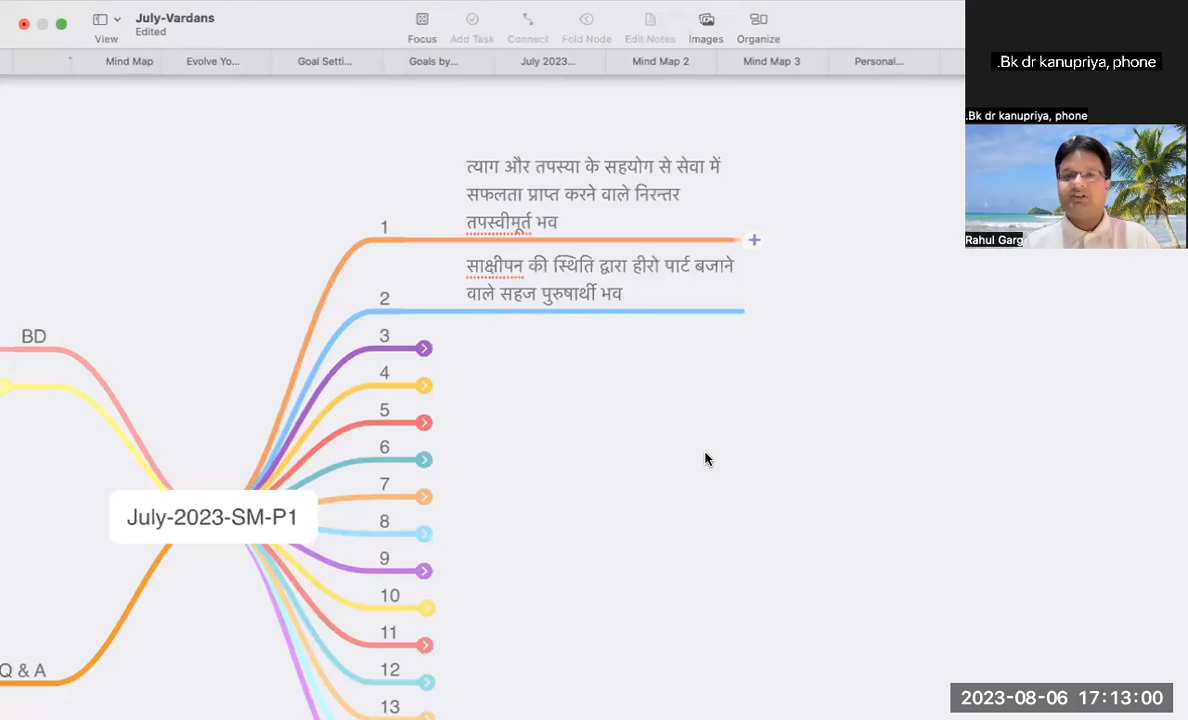 July-Vardans
Edited
View
Focus
Add Task
Connect
Fold Node
Edit Notes
Images
Organize
Mind Map
Evolve Yo...
Goal Setti...
Goals by...
July 2023...
Mind Map 2
Mind Map 3
Personal...
.Bk dr kanupriya, phone
.Bk dr kanupriya, phone
Rahul Garg
त्याग और तपस्या के सहयोग से सेवा में
सफलता प्राप्त करने वाले निरन्तर
तपस्वीमूर्त भव
1
साक्षीपन की स्थिति द्वारा हीरो पार्ट बजाने
वाले सहज पुरुषार्थी भव
2
BD
3
4
5
6
7
July-2023-SM-P1
8
9
10
11
12
Q & A
13
2023-08-06 17:13:00